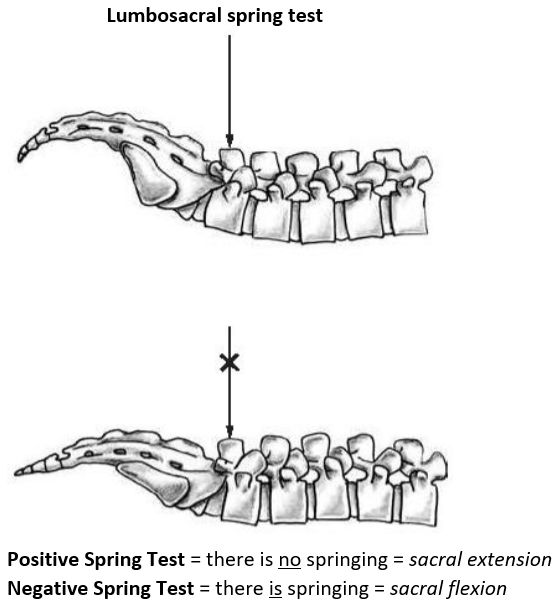 Lumbosacral spring test
Positive Spring Test = there is no springing = sacral extension
Negative Spring Test = there is springing = sacral flexion